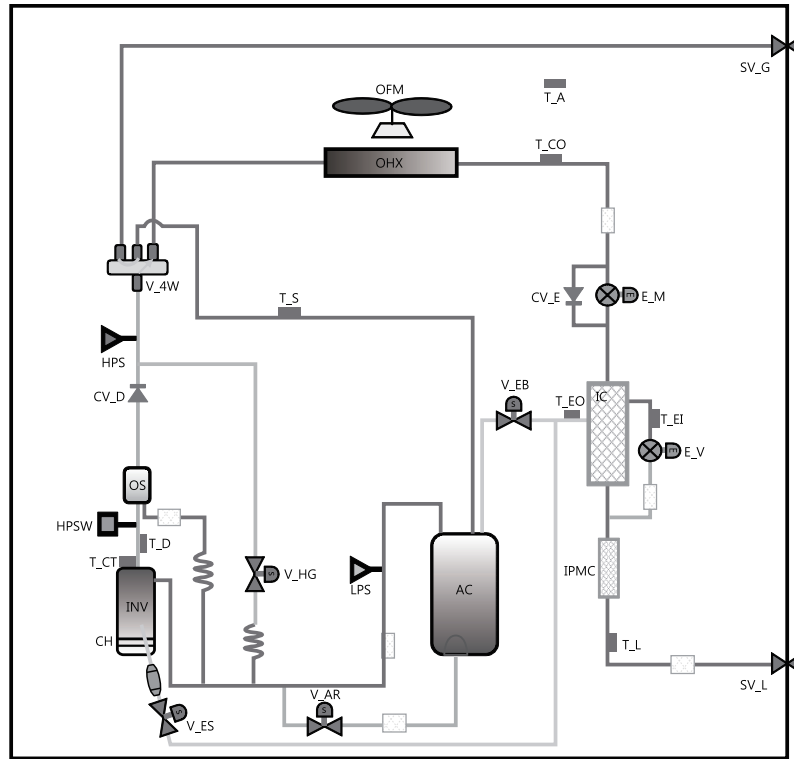 SV_G
OFM
T_A
T_CO
OHX
V_4W
T_S
CV_E
E_M
HPS
CV_D
V_EB
T_EO
IC
T_EI
E_V
OS
HPSW
T_D
T_CT
V_HG
LPS
AC
IPMC
INV
CH
T_L
SV_L
V_AR
V_ES
S
S
S
S
E
E